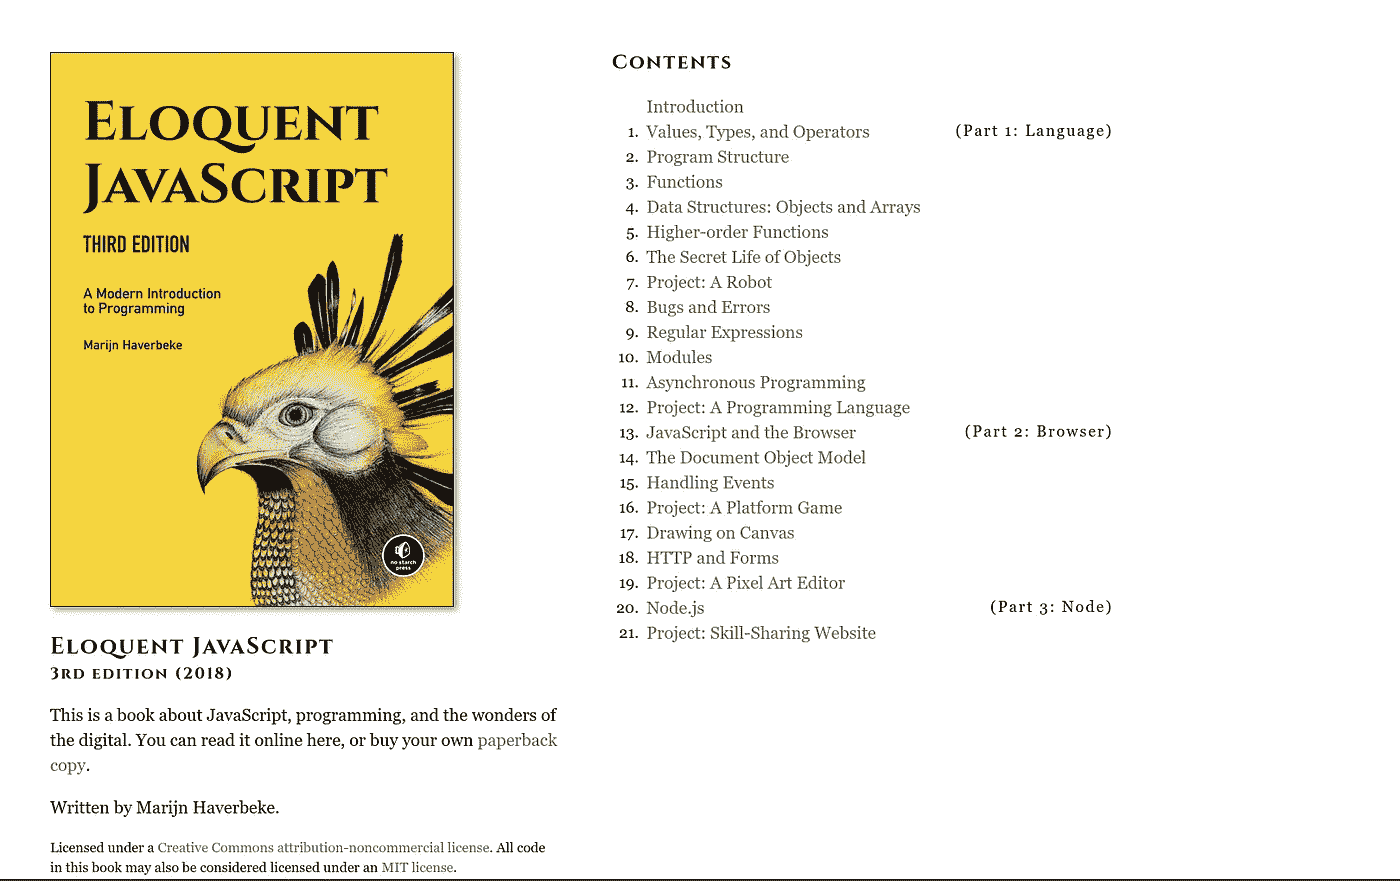 ELOQUENT
JAVASCRIPT
THIRD EDITION
A Modern Introduction
to Programming
Marijn Haverbeke
no starch
press
ELOQUENT JAVASCRIPT
3RD EDITION (2018)
This is a book about JavaScript, programming, and the wonders of
the digital. You can read it online here, or buy your own paperback
copy.
Written by Marijn Haverbeke.
Licensed under a Creative Commons attribution-noncommercial license. All code
in this book may also be considered licensed under an MIT license.
CONTENTS
Introduction
1. Values, Types, and Operators (Part 1: Language)
2. Program Structure
3. Functions
4. Data Structures: Objects and Arrays
5. Higher-order Functions
6. The Secret Life of Objects
7. Project: A Robot
8. Bugs and Errors
9. Regular Expressions
10. Modules
11. Asynchronous Programming
12. Project: A Programming Language
13. JavaScript and the Browser (Part 2: Browser)
14. The Document Object Model
15. Handling Events
16. Project: A Platform Game
17. Drawing on Canvas
18. HTTP and Forms
19. Project: A Pixel Art Editor
20. Node.js (Part 3: Node)
21. Project: Skill-Sharing Website